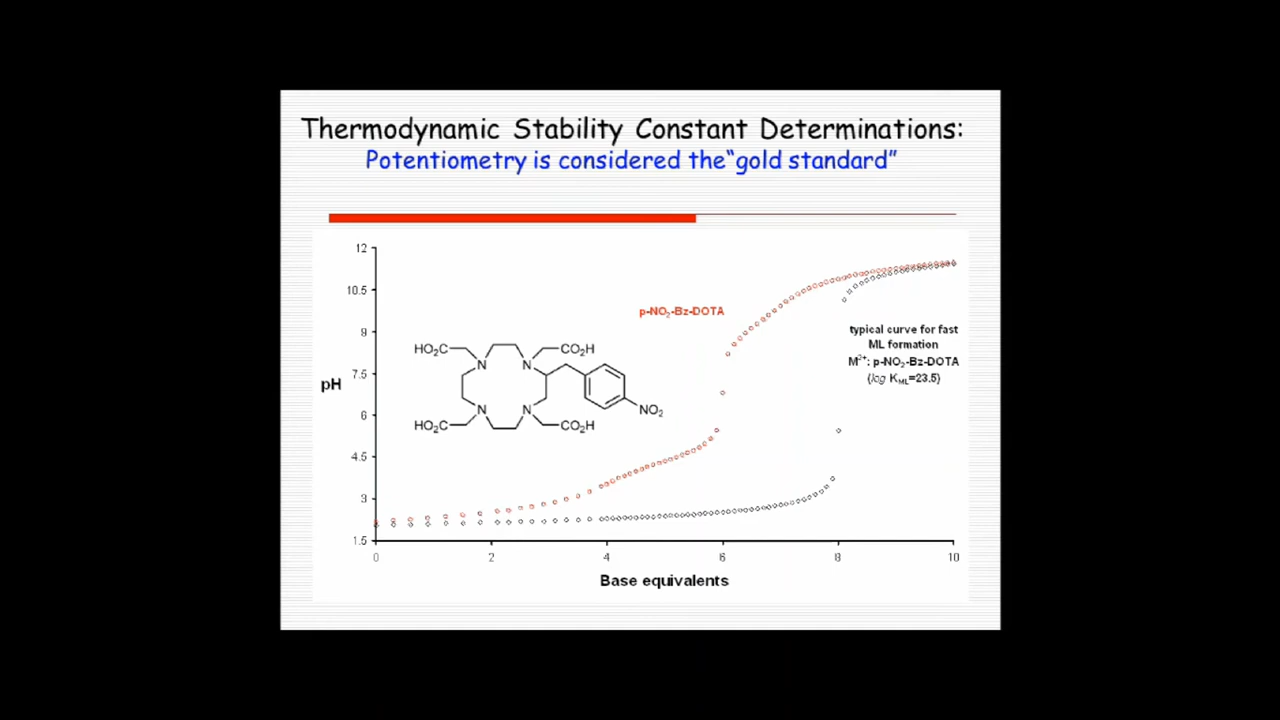 Thermodynamic Stability Constant Determinations:
Potentiometry is considered the“gold standard”
12
10.5
9
7.5
6
4.5
3
1.5
pH
0
2
4
6
8
10
Base equivalents
p-NO2-Bz-DOTA
HO2C
CO2H
N
N
N
N
HO2C
CO2H
NO2
typical curve for fast
ML formation
M2+: p-NO2-Bz-DOTA
(log KML=23.5)